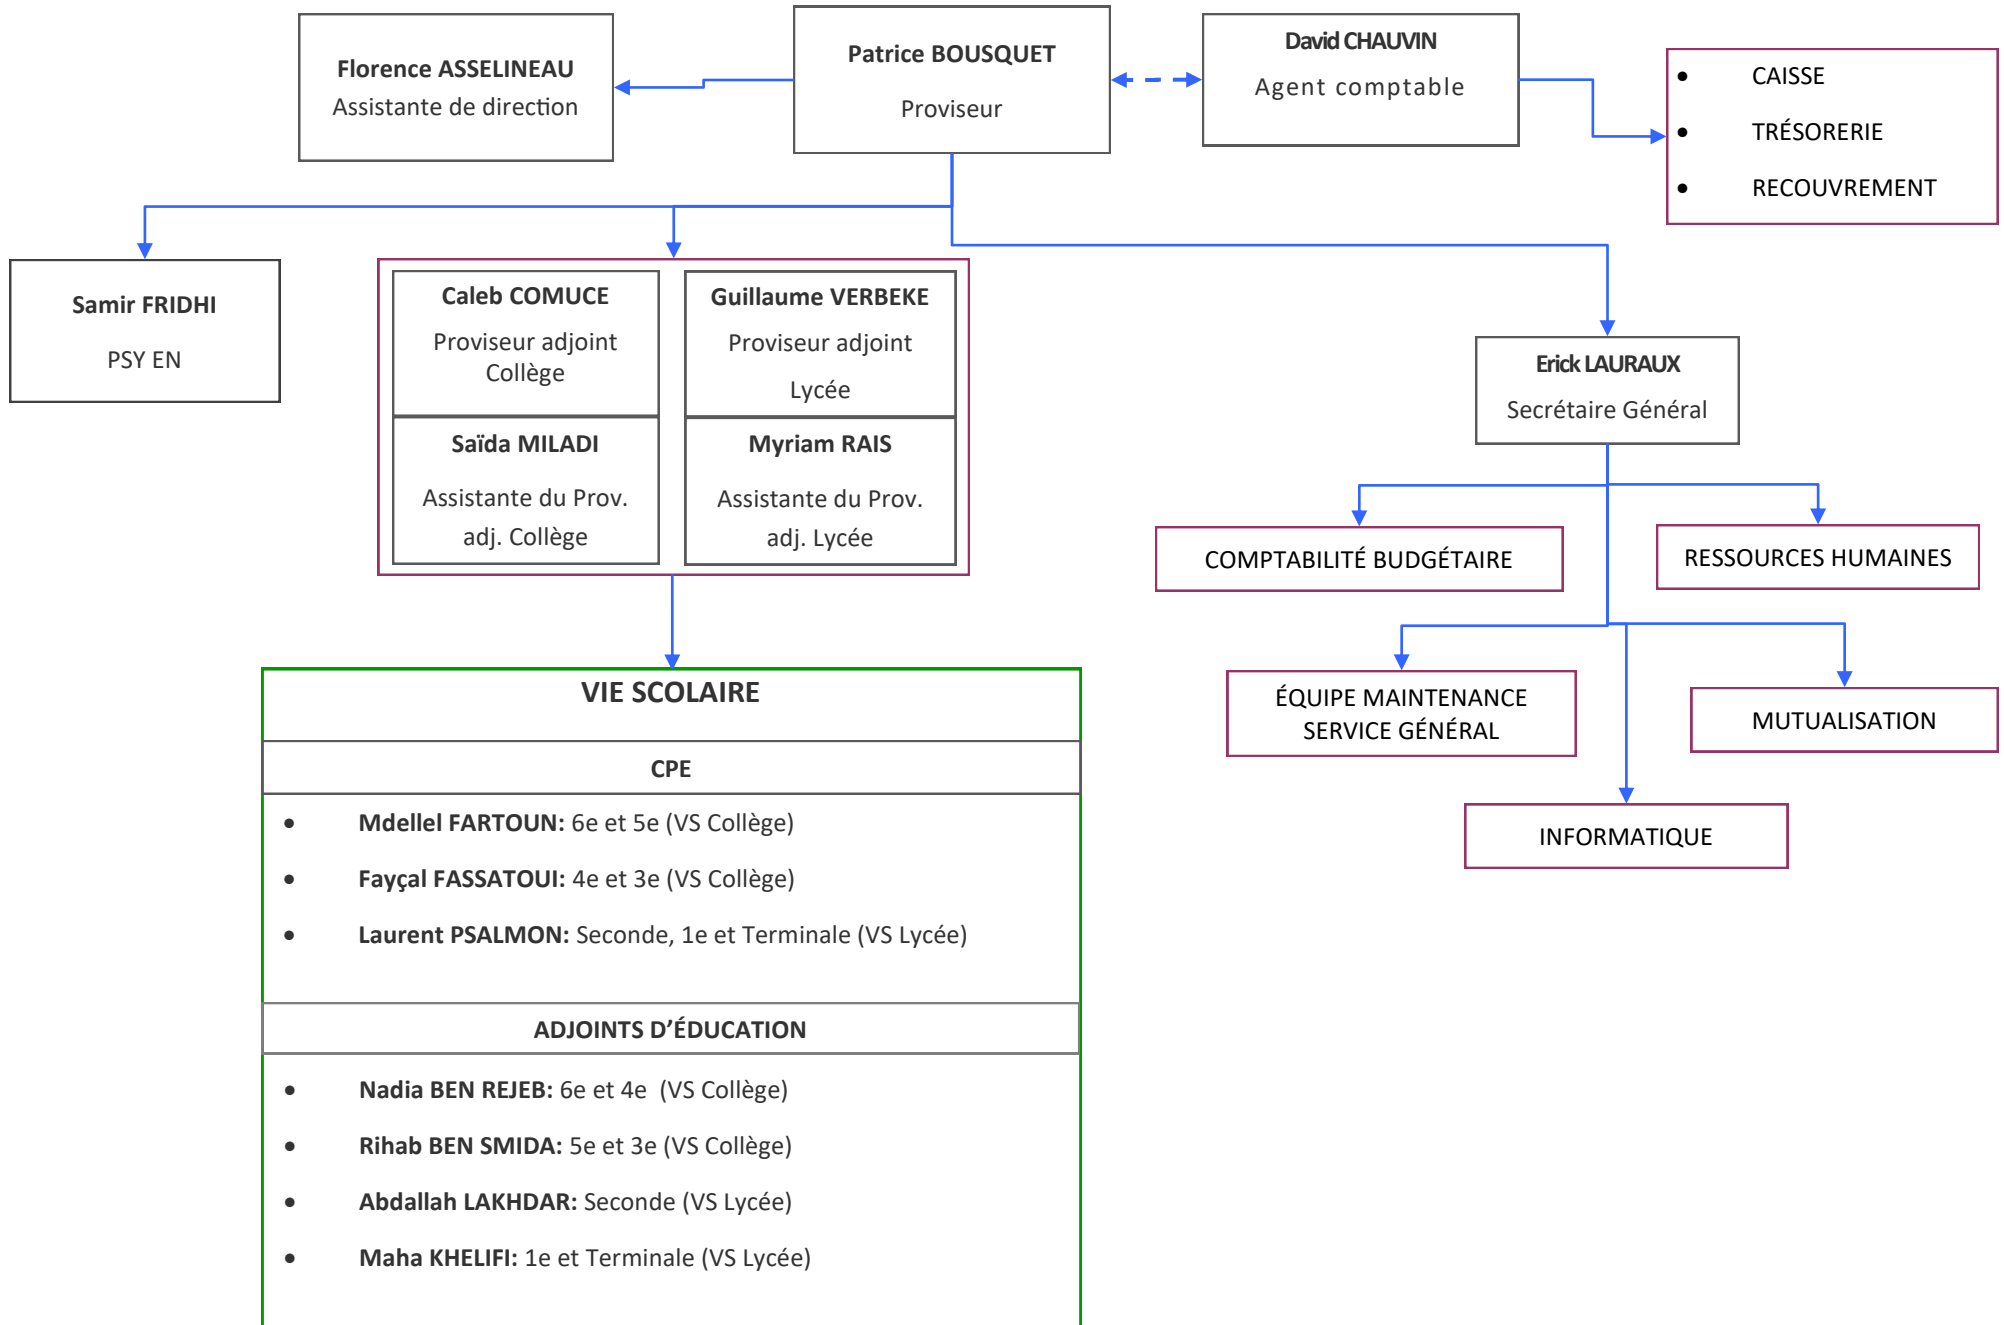 Florence ASSELINEAU
Assistante de direction
Patrice BOUSQUET
Proviseur
David CHAUVIN
Agent comptable
• CAISSE
• TRÉSORERIE
• RECOUVREMENT
Samir FRIDHI
PSY EN
Caleb COMUCE
Proviseur adjoint
Collège
Guillaume VERBEKE
Proviseur adjoint
Lycée
Saïda MILADI
Assistante du Prov.
adj. Collège
Myriam RAIS
Assistante du Prov.
adj. Lycée
Erick LAURAUX
Secrétaire Général
COMPTABILITÉ BUDGÉTAIRE
RESSOURCES HUMAINES
ÉQUIPE MAINTENANCE
SERVICE GÉNÉRAL
MUTUALISATION
INFORMATIQUE
VIE SCOLAIRE
CPE
• Mdellel FARTOUN: 6e et 5e (VS Collège)
• Fayçal FASSATOUI: 4e et 3e (VS Collège)
• Laurent PSALMON: Seconde, 1e et Terminale (VS Lycée)
ADJOINTS D’ÉDUCATION
• Nadia BEN REJEB: 6e et 4e (VS Collège)
• Rihab BEN SMIDA: 5e et 3e (VS Collège)
• Abdallah LAKHDAR: Seconde (VS Lycée)
• Maha KHELIFI: 1e et Terminale (VS Lycée)